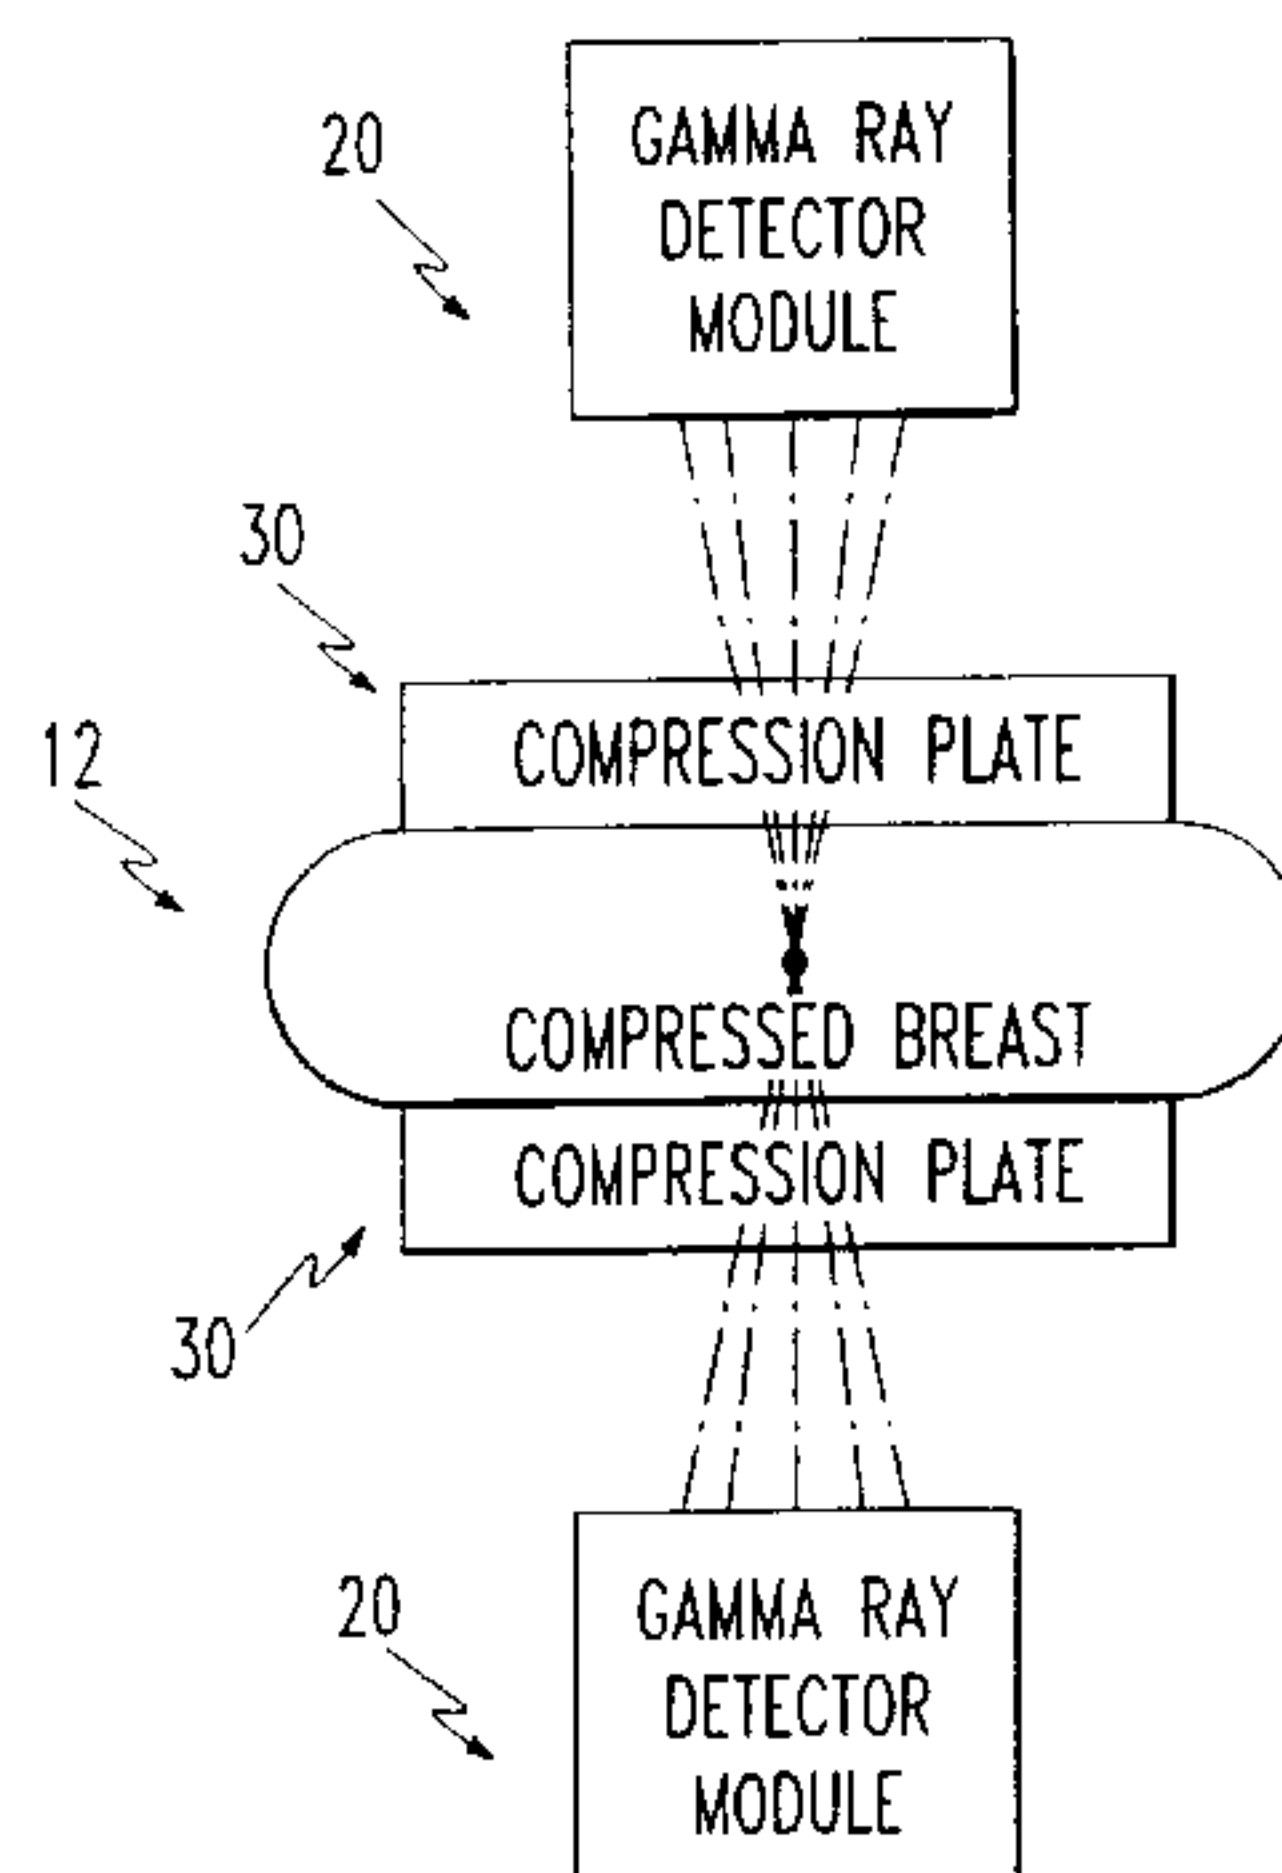 20
GAMMA RAY
DETECTOR
MODULE
30
COMPRESSION PLATE
12
COMPRESSED BREAST
COMPRESSION PLATE
30
20
GAMMA RAY
DETECTOR
MODULE